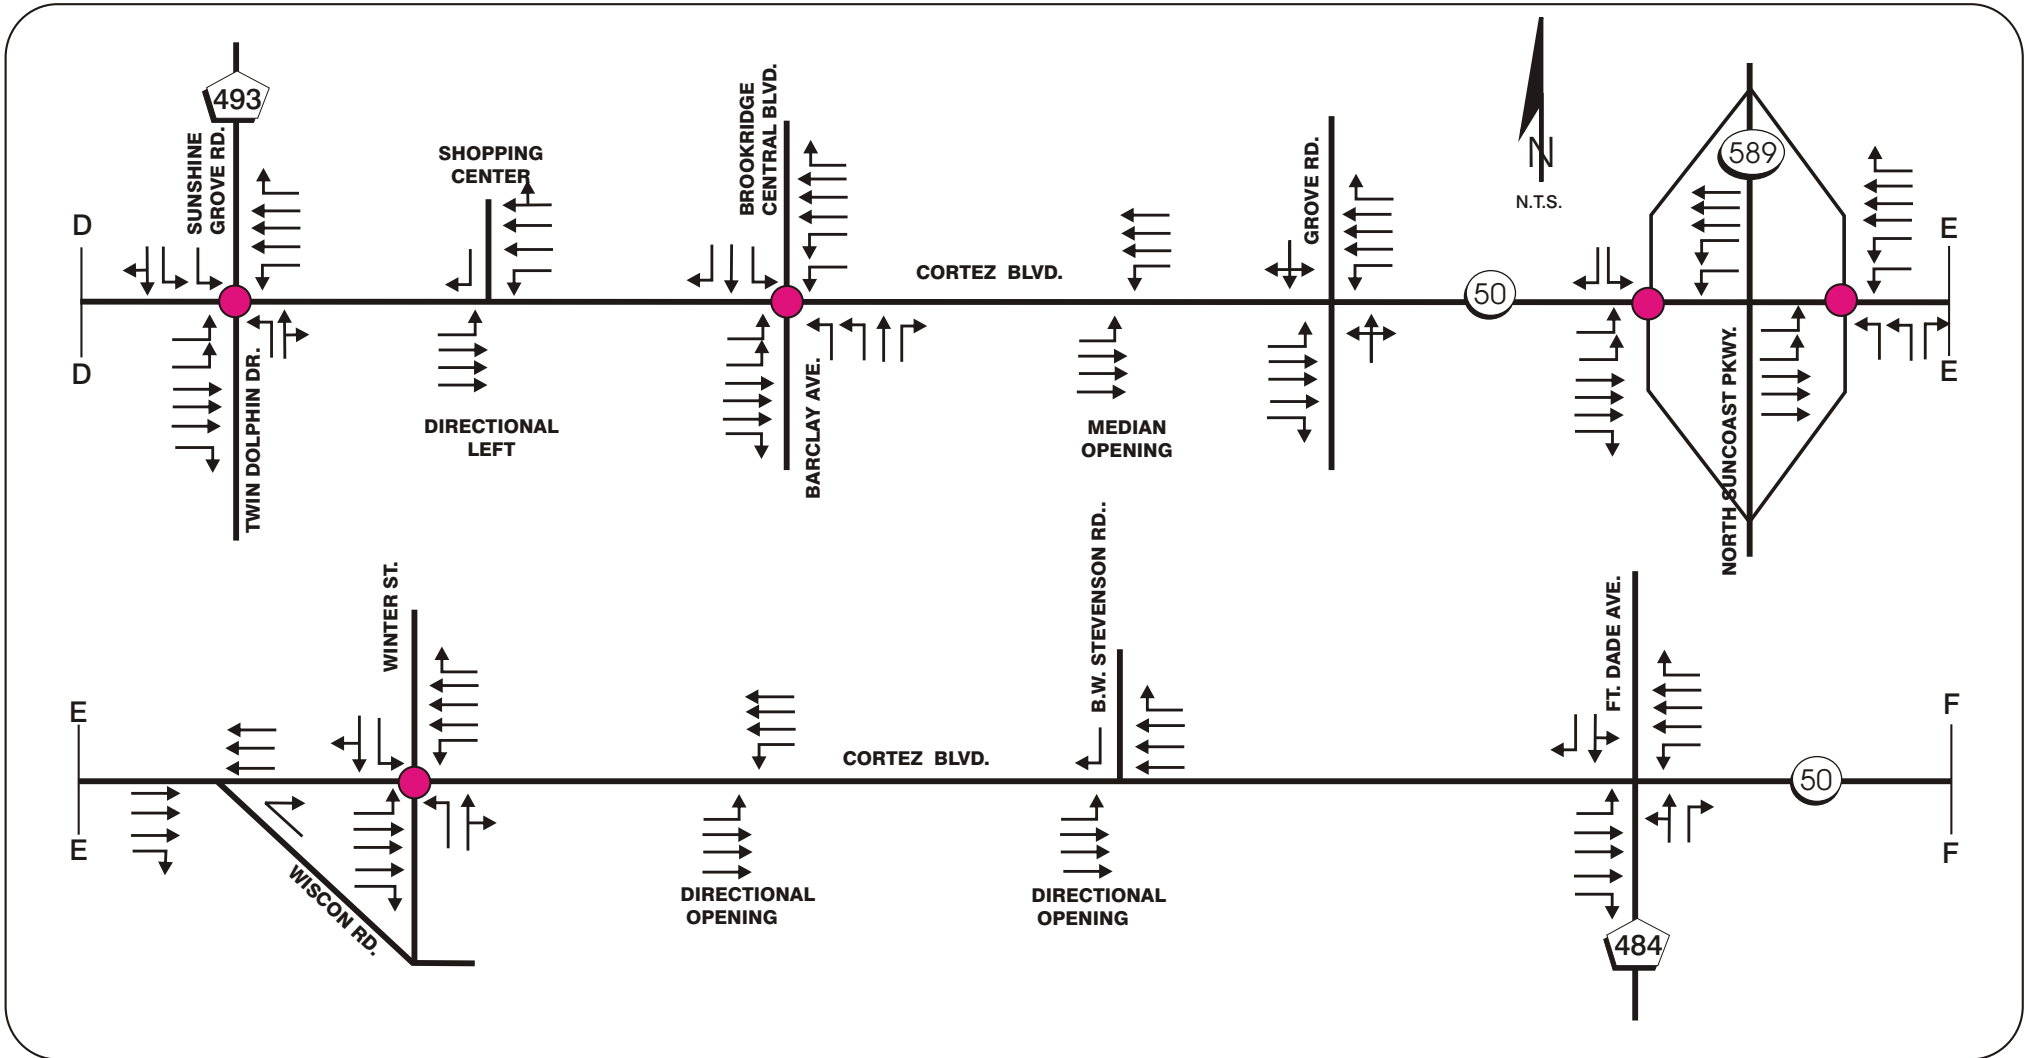 493
SUNSHINE
GROVE RD.
TWIN DOLPHIN DR.
D
D
SHOPPING
CENTER
DIRECTIONAL
LEFT
BROOKRIDGE
CENTRAL BLVD.
BARCLAY AVE.
CORTEZ BLVD.
MEDIAN
OPENING
GROVE RD.
50
N
N.T.S.
589
NORTH SUNCOAST PKWY.
E
E
E
E
WISCON RD.
WINTER ST.
DIRECTIONAL
OPENING
CORTEZ BLVD.
B.W. STEVENSON RD..
DIRECTIONAL
OPENING
FT. DADE AVE.
484
50
F
F